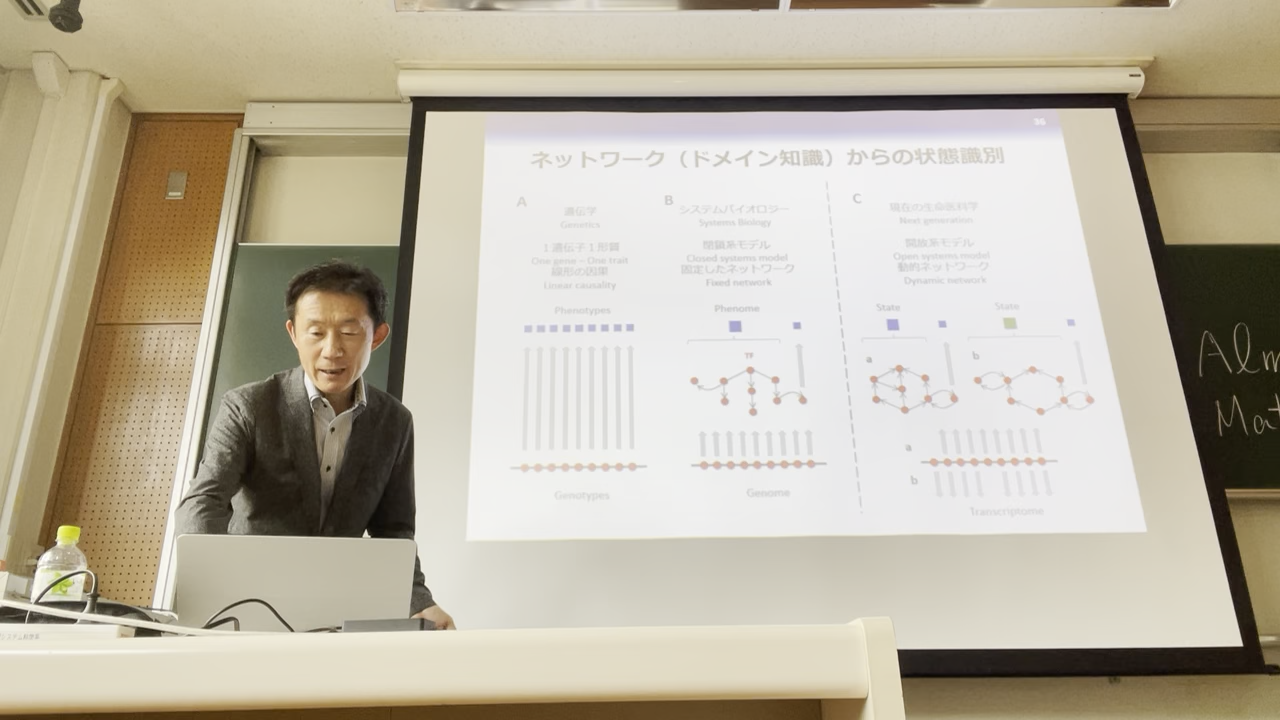 36
ネットワーク（ドメイン知識）からの状態識別
A
遺伝学
Genetics
１遺伝子１形質
One gene－One trait
線形の因果
Linear causality
Phenotypes
Genotypes
B
システムバイオロジー
Systems Biology
閉鎖系モデル
Closed systems model
固定したネットワーク
Fixed network
Phenome
TF
Genome
C
現在の生命医科学
Next generation
開放系モデル
Open systems model
動的ネットワーク
Dynamic network
State
State
a
b
a
b
Transcriptome
Alm
Mat